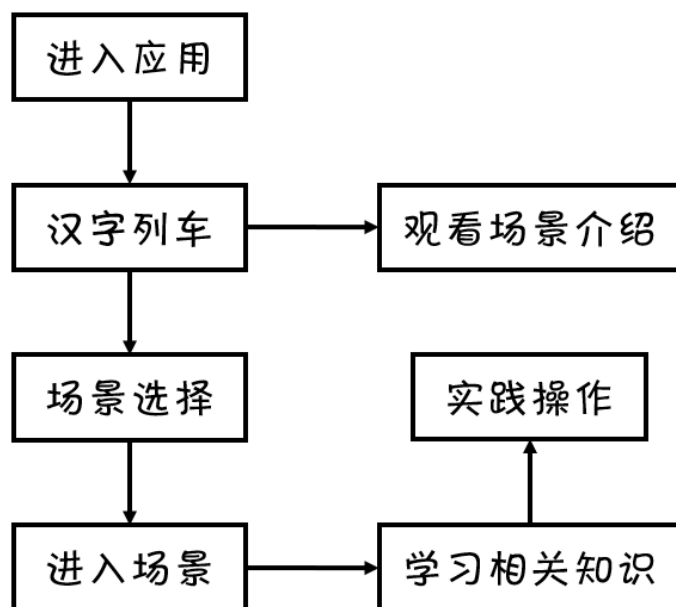 进入应用
汉字列车
观看场景介绍
场景选择
实践操作
进入场景
学习相关知识